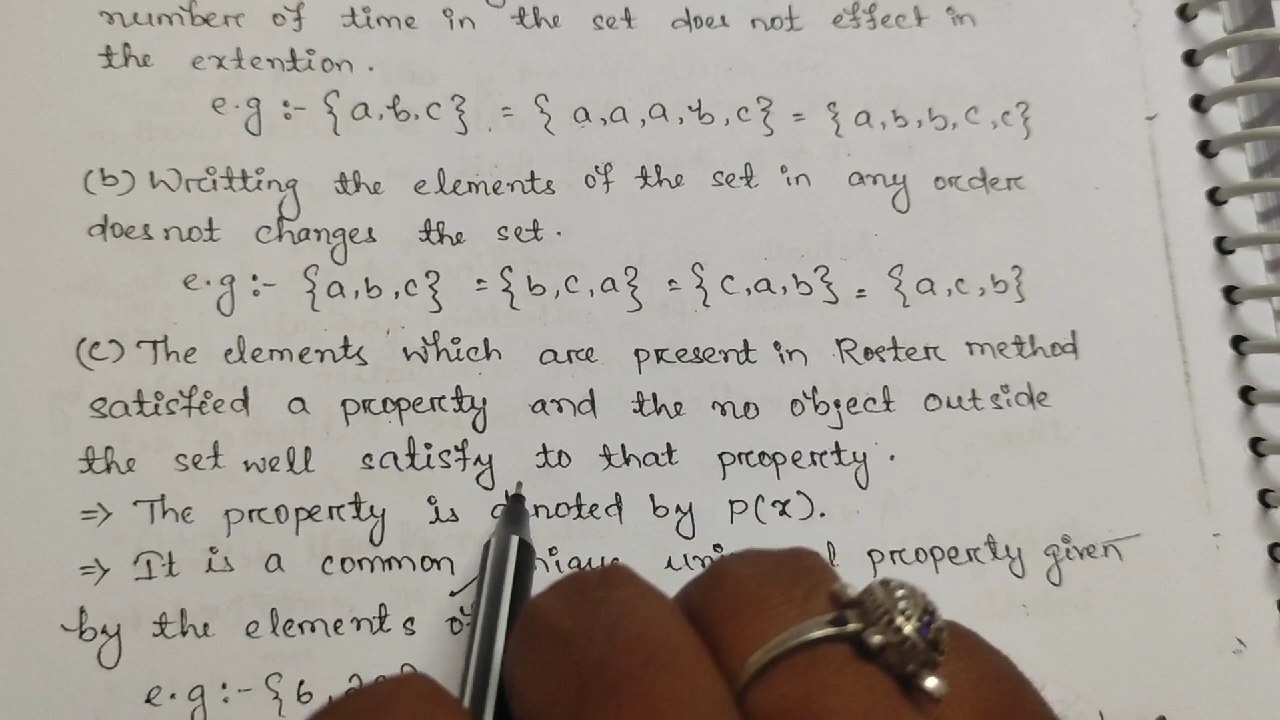 number of time in the set does not effect in
the extention.
e.g :- {a,b,c} = { a,a,a,b,c} = {a,b,b,c,c}
(b) Writting the elements of the set in any order
does not changes the set.
e.g :- {a,b,c} = {b,c,a} = {c,a,b} = {a,c,b}
(c) The elements which are present in Roster method
satisfied a property and the no object outside
the set well satisfy to that property.
⇒ The property is denoted by p(x).
⇒ It is a common property given
by the elements of
e.g :- {6,